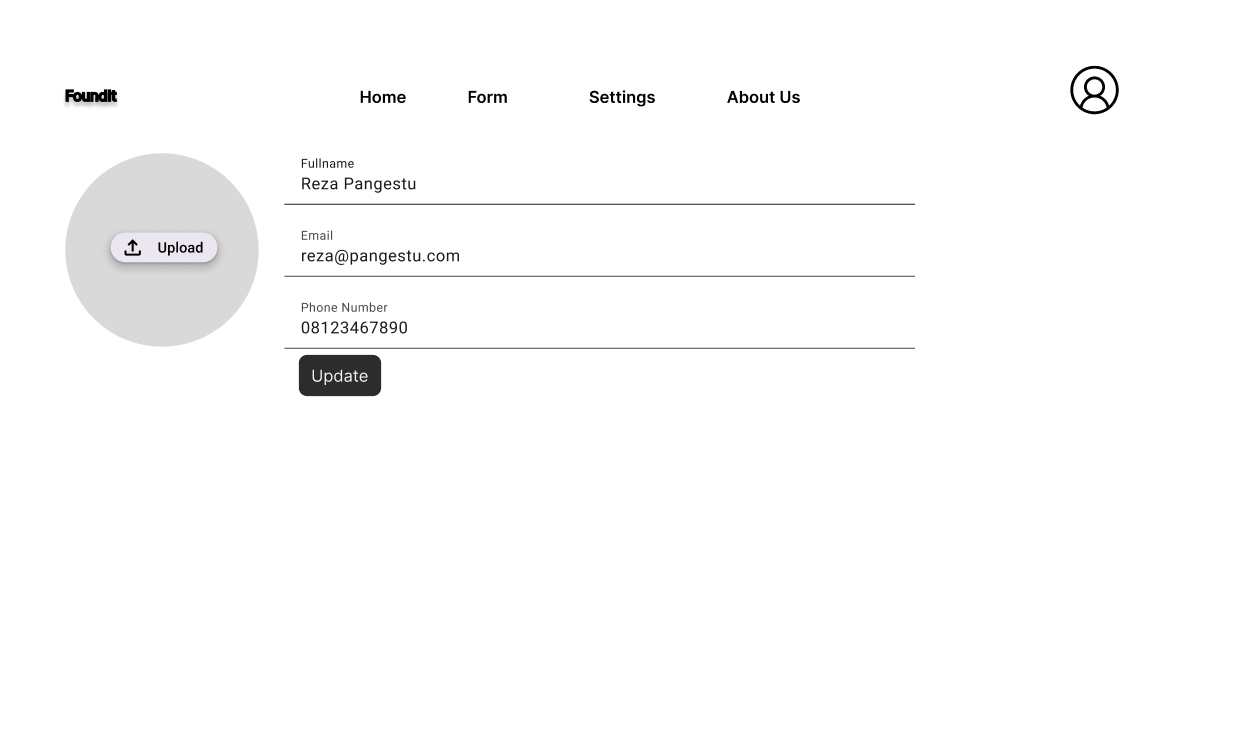 FoundIt
Home Form Settings About Us
Fullname
Reza Pangestu
Upload
Email
reza@pangestu.com
Phone Number
08123467890
Update